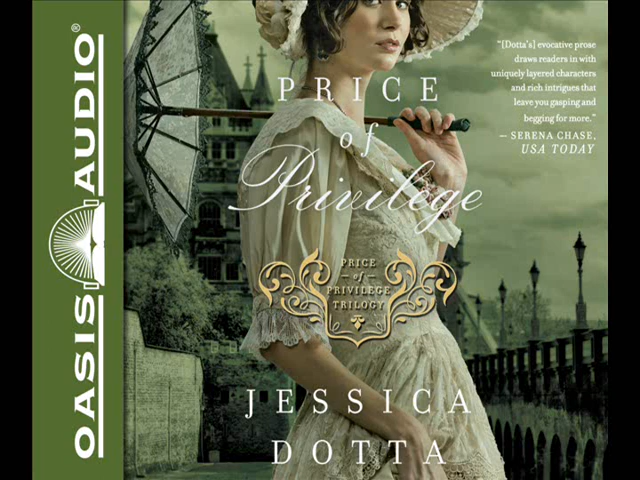 OASIS AUDIO®
"[Dotta's] evocative prose
draws readers in with
uniquely layered characters
and rich intrigues that
leave you gasping and
begging for more."
— SERENA CHASE,
USA TODAY
PRICE
of
Privilege
PRICE
— of —
PRIVILEGE
TRILOGY
JESSICA
DOTTA